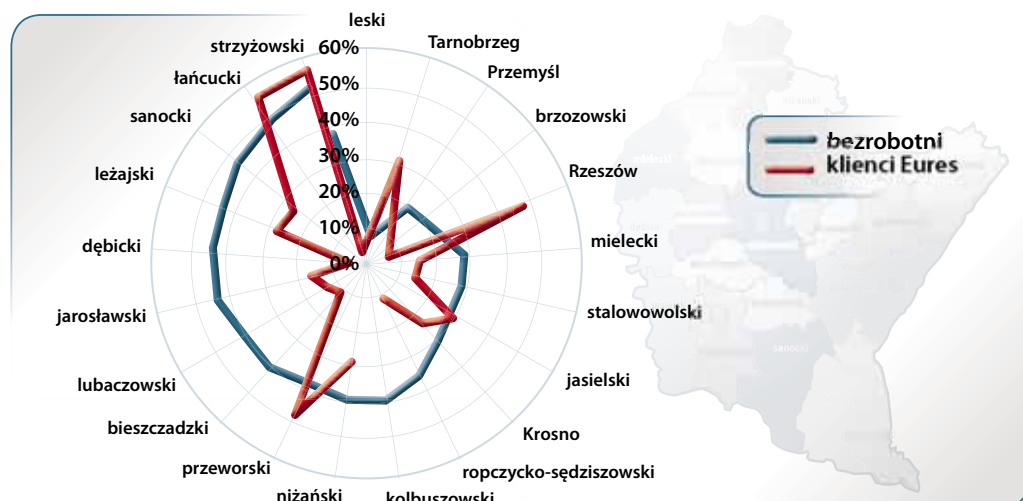 leski
60%
strzyżowski
Tarnobrzeg
50%
Przemyśl
łańcucki
40%
sanocki
brzozowski
30%
leżajski
Rzeszów
20%
10%
dębicki
mielecki
0%
jarosławski
stalowowolski
lubaczowski
jasielski
bieszczadzki
Krosno
przeworski
ropczycko-sędziszowski
niżański
kolbuszowski
bezrobotni
klienci Eures
sanocki